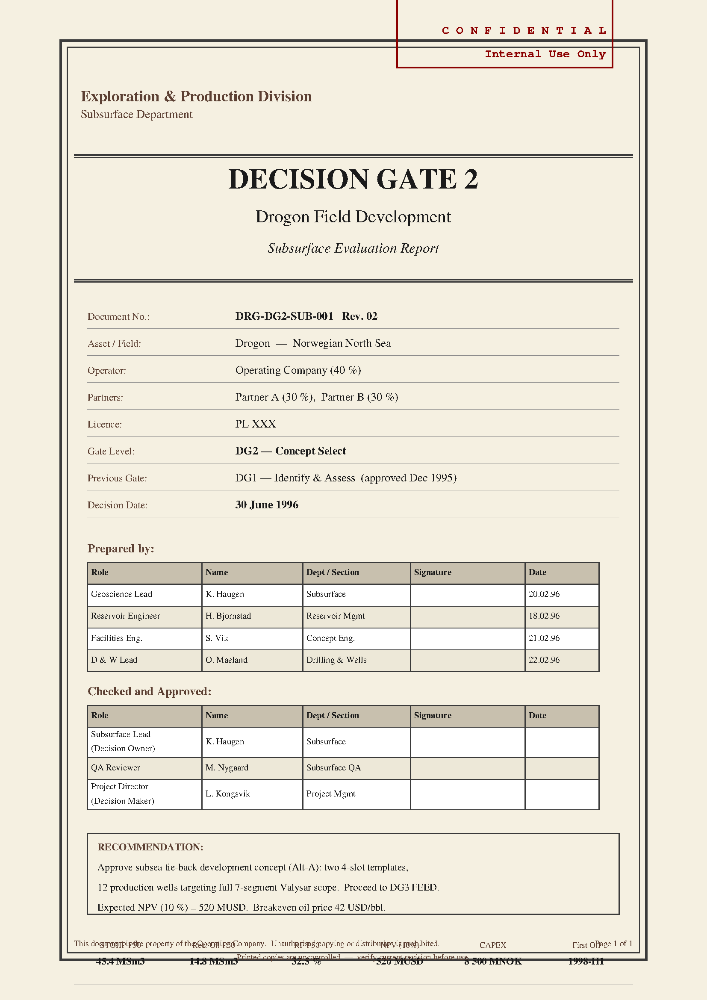 C O N F I D E N T I A L
Internal Use Only
Exploration & Production Division
Subsurface Department
DECISION GATE 2
Drogon Field Development
Subsurface Evaluation Report
Document No.: DRG-DG2-SUB-001 Rev. 02
Asset / Field: Drogon — Norwegian North Sea
Operator: Operating Company (40 %)
Partners: Partner A (30 %), Partner B (30 %)
Licence: PL XXX
Gate Level: DG2 — Concept Select
Previous Gate: DG1 — Identify & Assess (approved Dec 1995)
Decision Date: 30 June 1996
Prepared by:
Role Name Dept / Section Signature Date
Geoscience Lead K. Haugen Subsurface 20.02.96
Reservoir Engineer H. Bjornstad Reservoir Mgmt 18.02.96
Facilities Eng. S. Vik Concept Eng. 21.02.96
D & W Lead O. Maeland Drilling & Wells 22.02.96
Checked and Approved:
Role Name Dept / Section Signature Date
Subsurface Lead
(Decision Owner) K. Haugen Subsurface
QA Reviewer M. Nygaard Subsurface QA
Project Director
(Decision Maker) L. Kongsvik Project Mgmt
RECOMMENDATION:
Approve subsea tie-back development concept (Alt-A): two 4-slot templates,
12 production wells targeting full 7-segment Valysar scope. Proceed to DG3 FEED.
Expected NPV (10 %) = 520 MUSD. Breakeven oil price 42 USD/bbl.
This document is the property of the Operating Company. Unauthorised copying or distribution is prohibited. Page 1 of 1
STOIIP P50 Rec. Oil P50 RF P50 NPV (10%) CAPEX First Oil
Printed copies are uncontrolled — verify current revision before use.
45.4 MSm3 14.8 MSm3 32.5 % 520 MUSD 8 500 MNOK 1998-H1